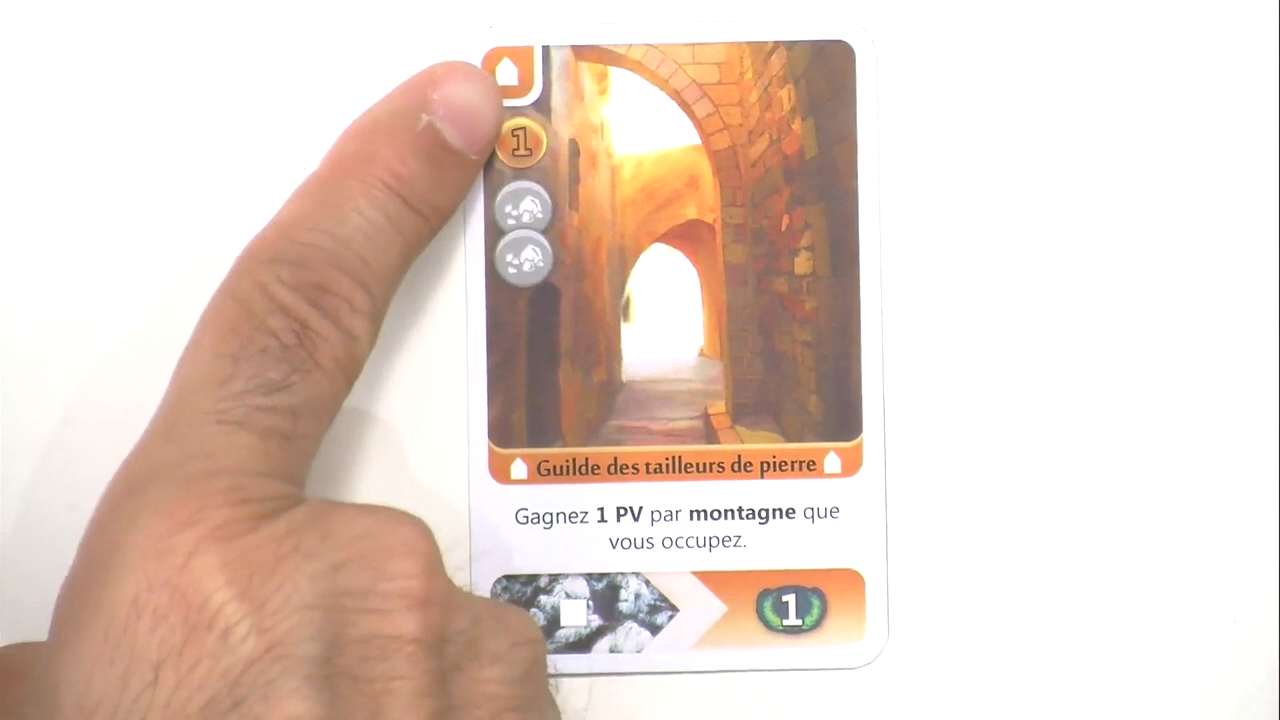 1
Guilde des tailleurs de pierre
Gagnez 1 PV par montagne que
vous occupez.
1